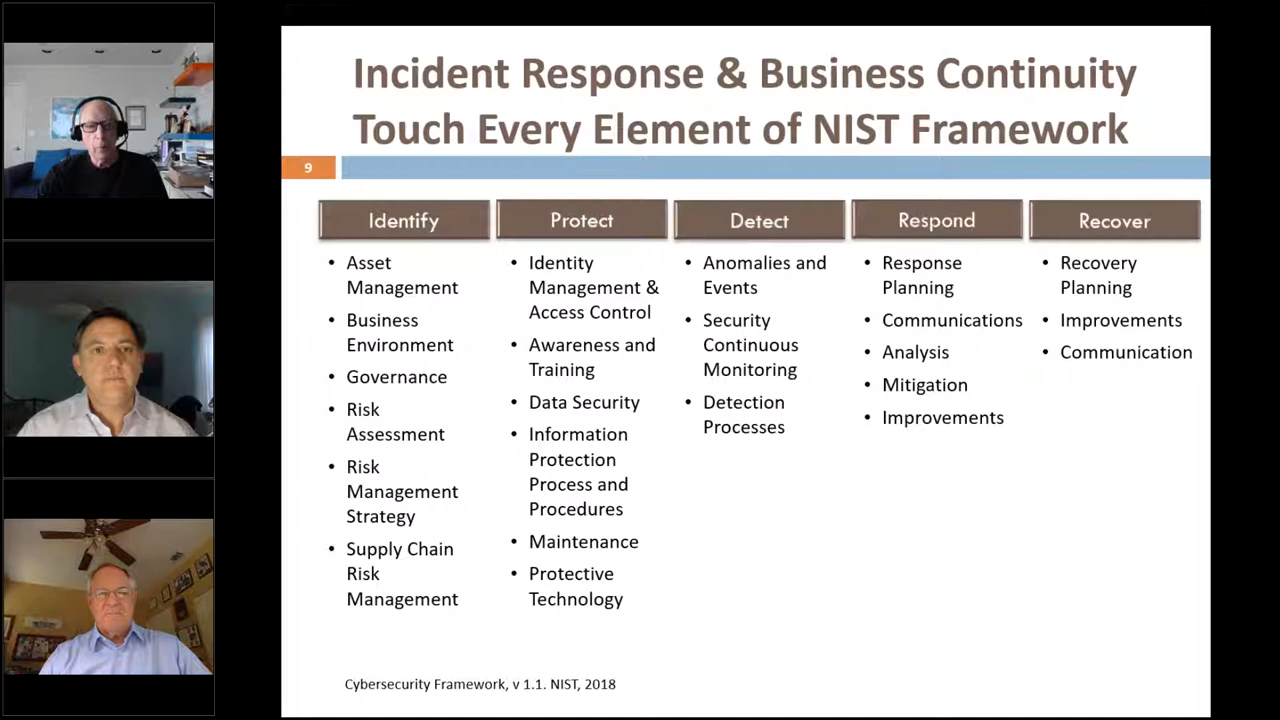 Incident Response & Business Continuity
Touch Every Element of NIST Framework
9
Identify
Asset
Management
Business
Environment
Governance
Risk
Assessment
Risk
Management
Strategy
Supply Chain
Risk
Management
Protect
Identity
Management &
Access Control
Awareness and
Training
Data Security
Information
Protection
Process and
Procedures
Maintenance
Protective
Technology
Detect
Anomalies and
Events
Security
Continuous
Monitoring
Detection
Processes
Respond
Response
Planning
Communications
Analysis
Mitigation
Improvements
Recover
Recovery
Planning
Improvements
Communication
Cybersecurity Framework, v 1.1. NIST, 2018